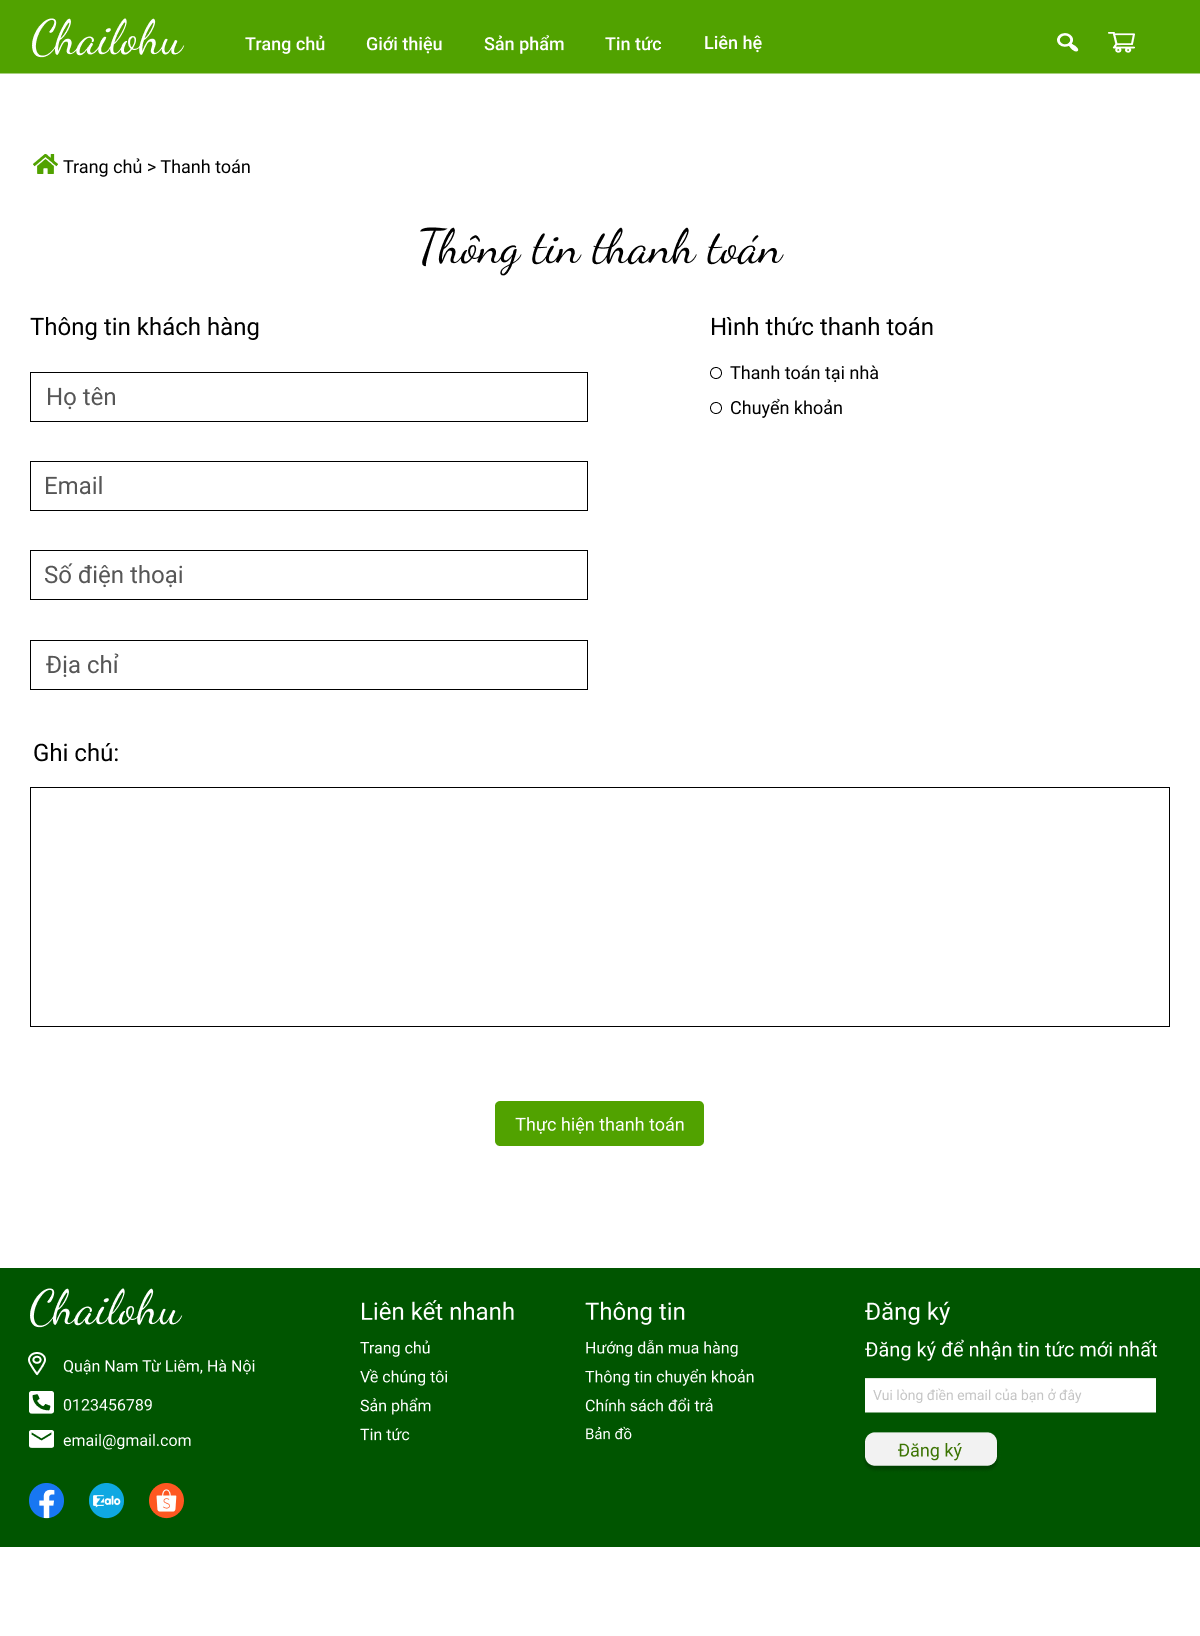 Chailohu
Trang chủ
Giới thiệu
Sản phẩm
Tin tức
Liên hệ
Trang chủ > Thanh toán
Thông tin thanh toán
Thông tin khách hàng
Họ tên
Email
Số điện thoại
Địa chỉ
Hình thức thanh toán
Thanh toán tại nhà
Chuyển khoản
Ghi chú:
Thực hiện thanh toán
Chailohu
Quận Nam Từ Liêm, Hà Nội
0123456789
email@gmail.com
Zalo
S
Liên kết nhanh
Trang chủ
Về chúng tôi
Sản phẩm
Tin tức
Thông tin
Hướng dẫn mua hàng
Thông tin chuyển khoản
Chính sách đổi trả
Bản đồ
Đăng ký
Đăng ký để nhận tin tức mới nhất
Vui lòng điền email của bạn ở đây
Đăng ký